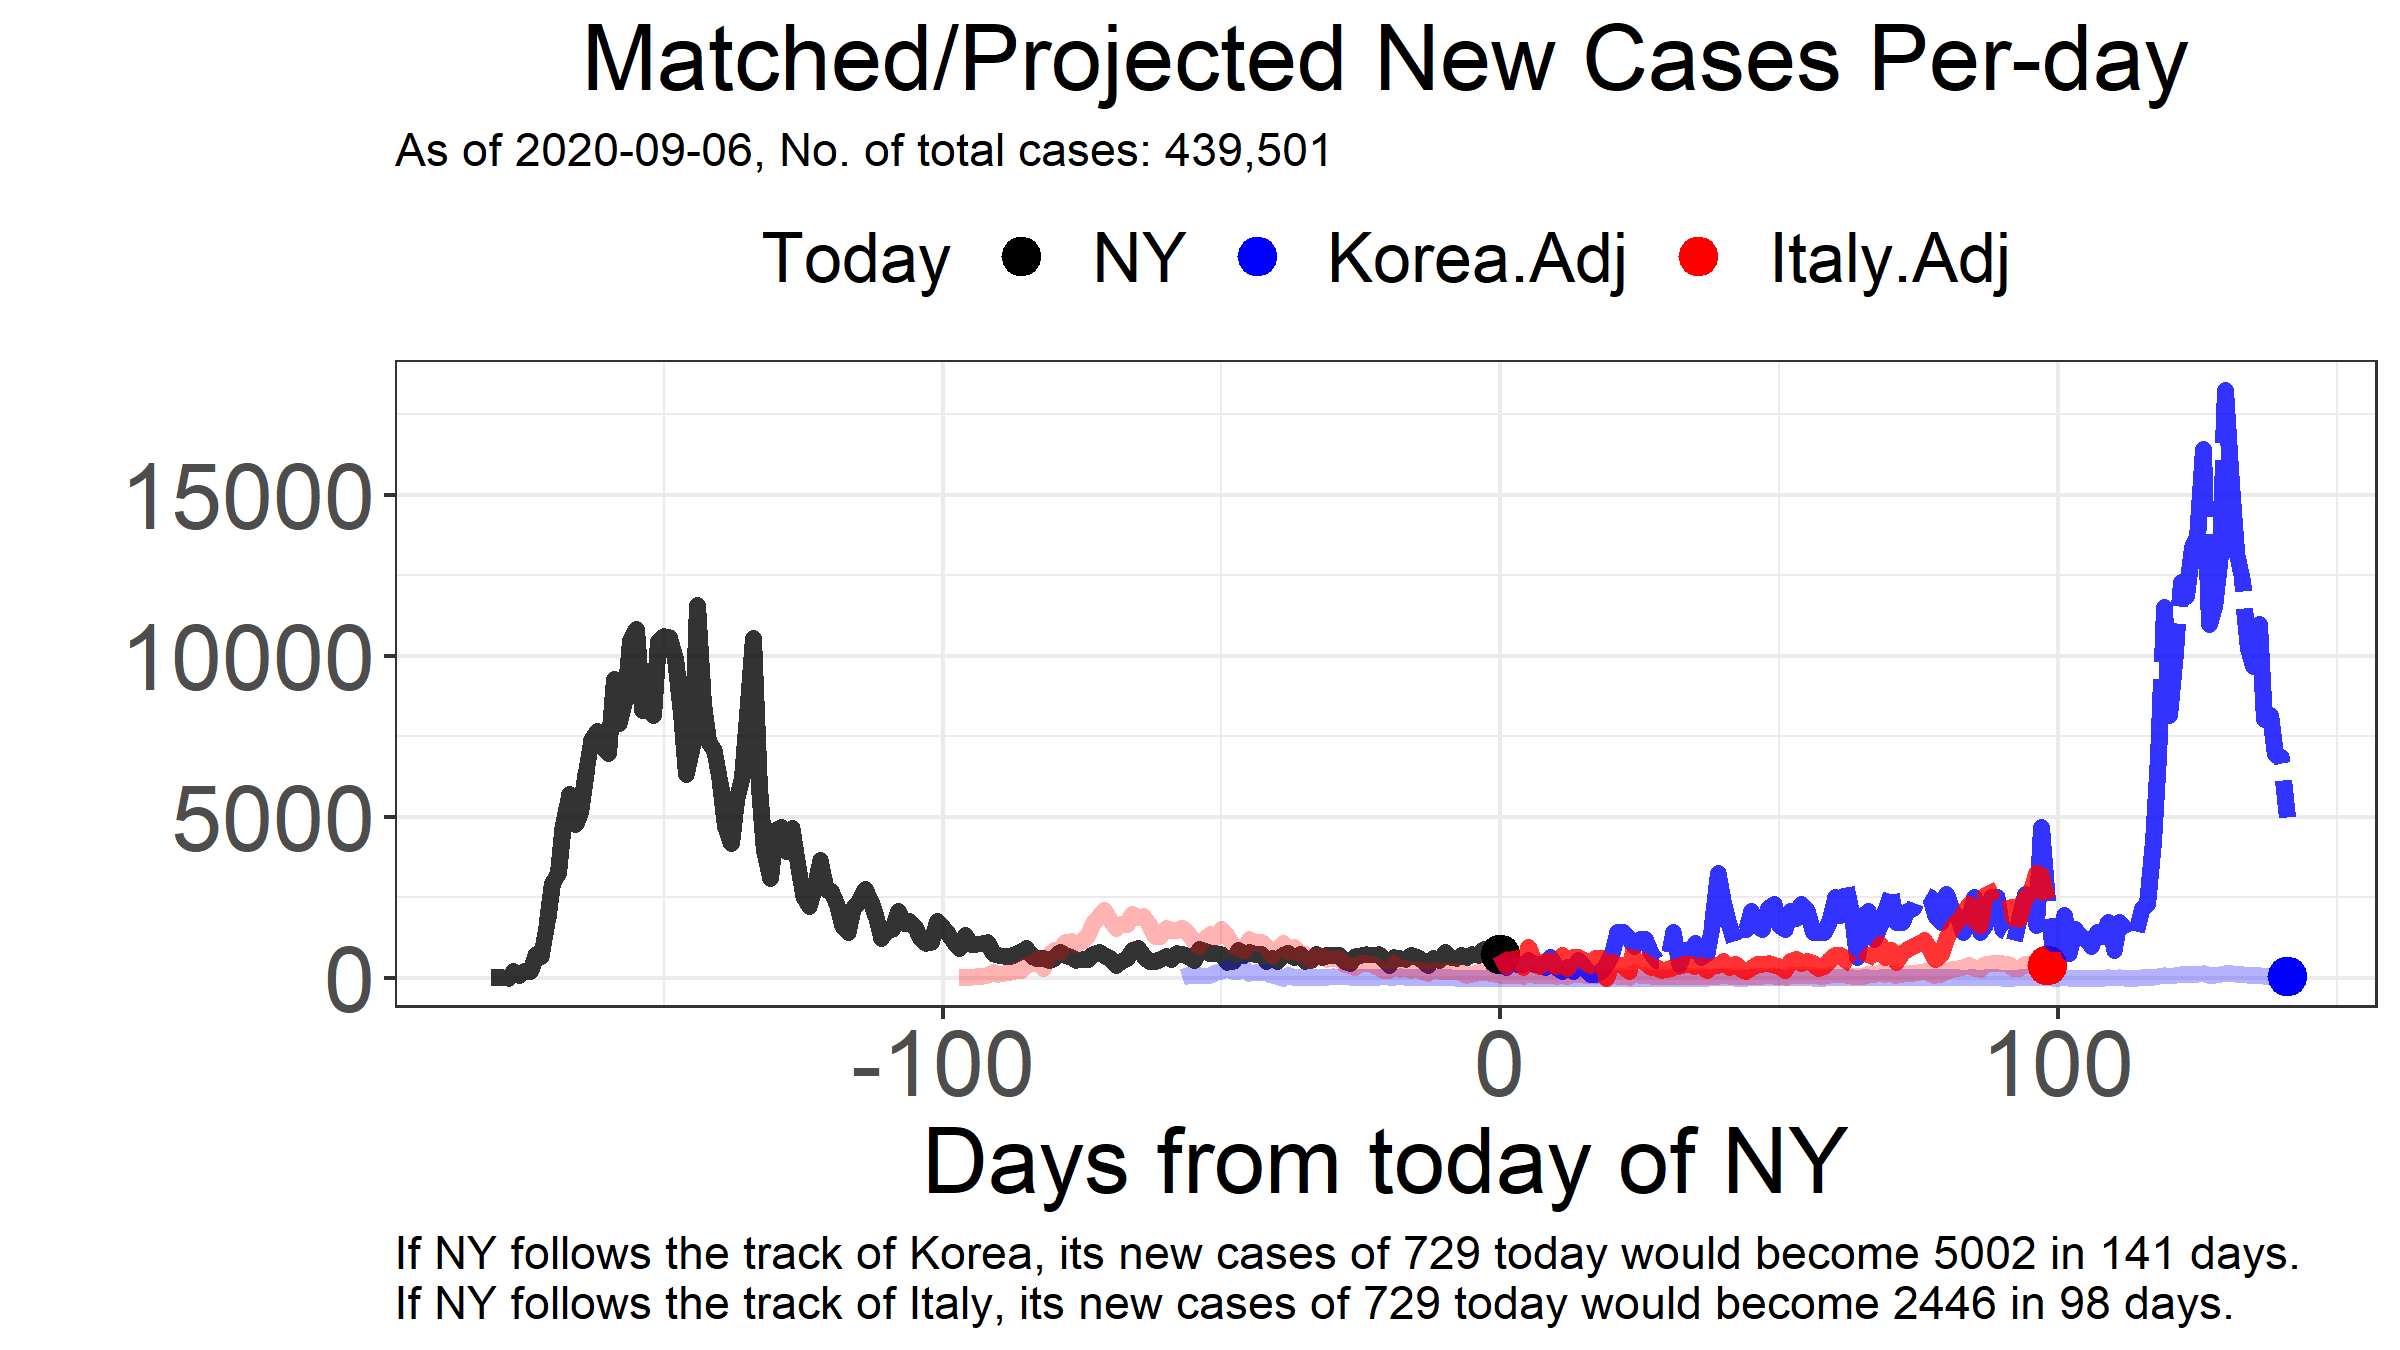 Matched/Projected New Cases Per-day
As of 2020-09-06, No. of total cases: 439,501
Today NY Korea.Adj Italy.Adj
15000
10000
5000
0
-100 0 100
Days from today of NY
If NY follows the track of Korea, its new cases of 729 today would become 5002 in 141 days.
If NY follows the track of Italy, its new cases of 729 today would become 2446 in 98 days.